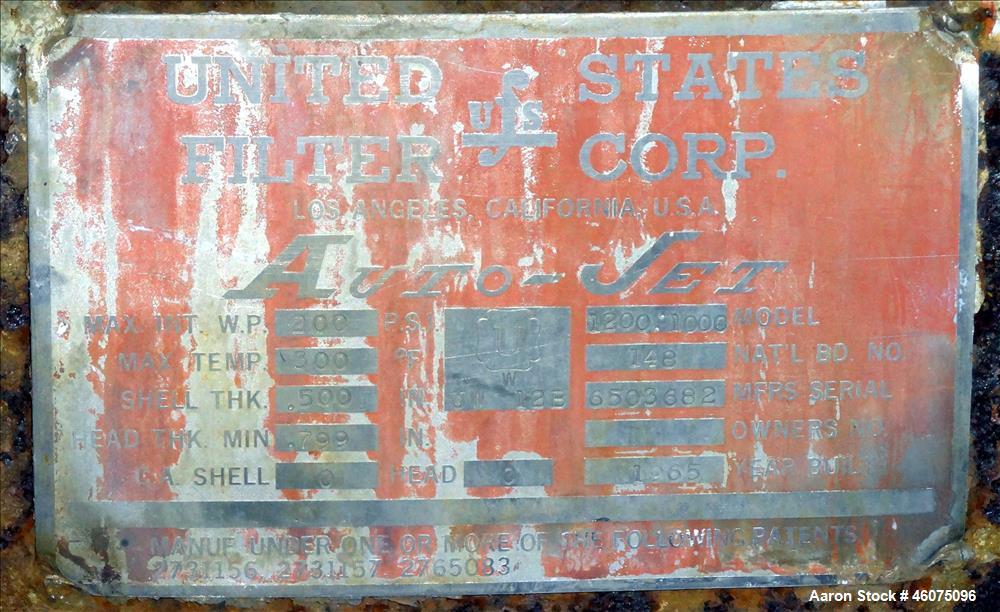 UNITED STATES
UfS
FILTER CORP.
LOS ANGELES, CALIFORNIA, U.S.A.
AUTO-JET
MAX. INT. W.P. 200 P.S.I. 1200-1000 MODEL
U
MAX. TEMP. 300 °F. 148 NAT'L BD. NO.
W
SHELL THK. .500 IN. 6503682 MFRS SERIAL
HEAD THK. MIN .799 IN. OWNERS NO.
C.A. SHELL 0 HEAD 0 1965 YEAR BUILT
MANUF. UNDER ONE OR MORE OF THE FOLLOWING PATENTS
2731156 2731157 2765083
Aaron Stock # 46075096